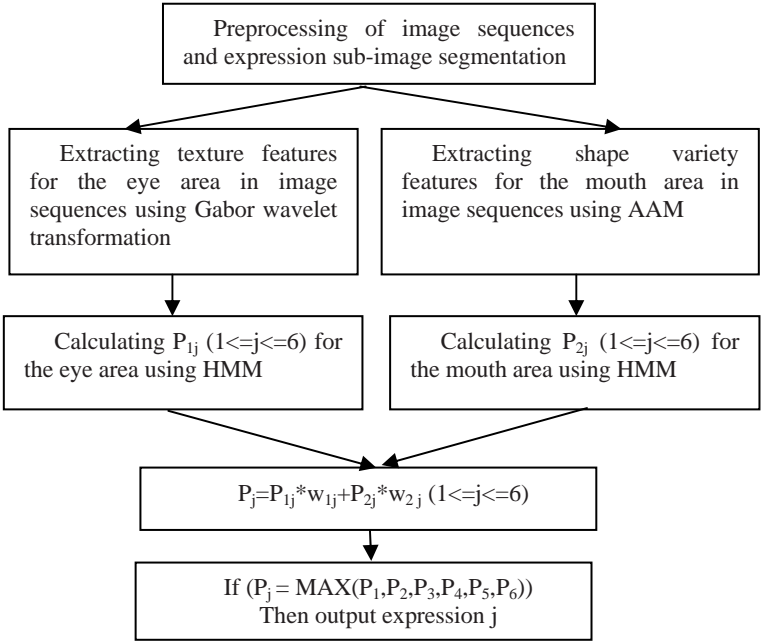 Preprocessing of image sequences
and expression sub-image segmentation
Extracting texture features
for the eye area in image
sequences using Gabor wavelet
transformation
Extracting shape variety
features for the mouth area in
image sequences using AAM
Calculating P1j (1<=j<=6) for
the eye area using HMM
Calculating P2j (1<=j<=6) for
the mouth area using HMM
Pj=P1j*w1j+P2j*w2 j (1<=j<=6)
If (Pj = MAX(P1,P2,P3,P4,P5,P6))
Then output expression j